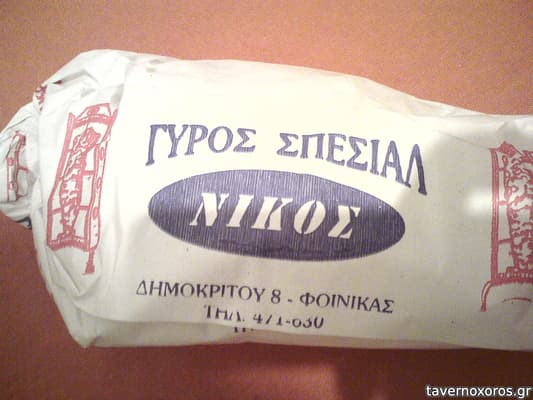 ΓΥΡΟΣ ΣΠΕΣΙΑΛ
ΝΙΚΟΣ
ΔΗΜΟΚΡΙΤΟΥ 8 - ΦΟΙΝΙΚΑΣ
ΤΗΛ. 471-630
tavernoxoros.gr